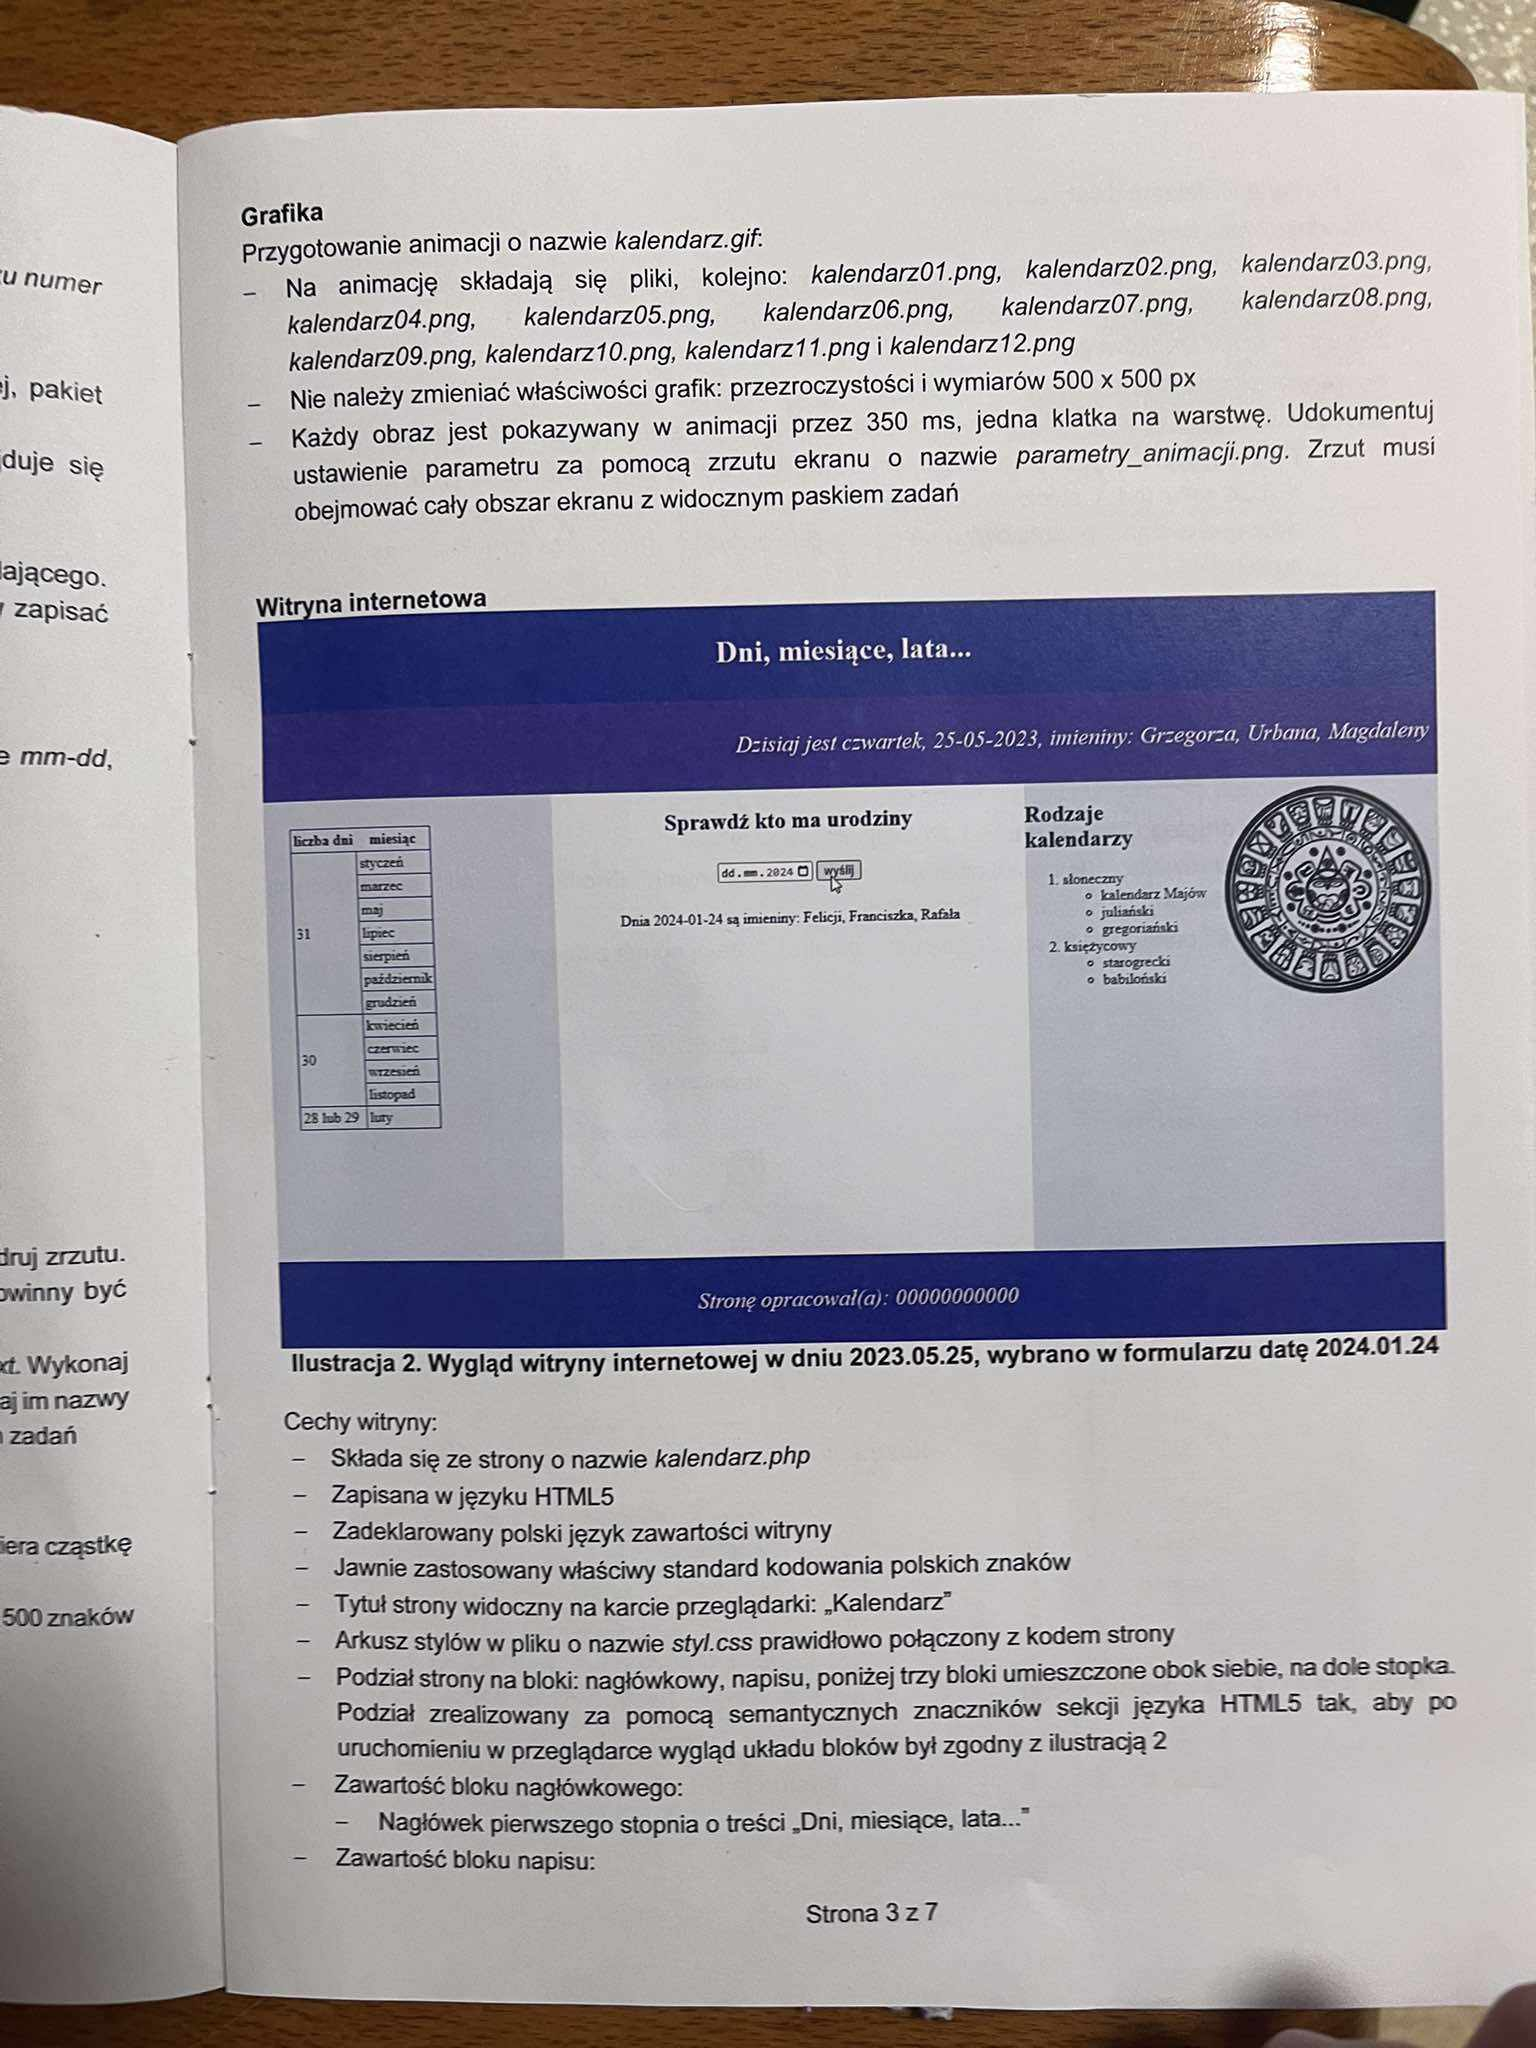 u numer
j, pakiet
duje się
ającego.
zapisać
mm-dd,
druj zrzutu.
owinny być
xt. Wykonaj
aj im nazwy
zadań
iera cząstkę
500 znaków
Grafika
Przygotowanie animacji o nazwie kalendarz.gif:
– Na animację składają się pliki, kolejno: kalendarz01.png, kalendarz02.png, kalendarz03.png,
kalendarz04.png, kalendarz05.png, kalendarz06.png, kalendarz07.png, kalendarz08.png,
kalendarz09.png, kalendarz10.png, kalendarz11.png i kalendarz12.png
– Nie należy zmieniać właściwości grafik: przezroczystości i wymiarów 500 x 500 px
– Każdy obraz jest pokazywany w animacji przez 350 ms, jedna klatka na warstwę. Udokumentuj
ustawienie parametru za pomocą zrzutu ekranu o nazwie parametry_animacji.png. Zrzut musi
obejmować cały obszar ekranu z widocznym paskiem zadań
Witryna internetowa
Dni, miesiące, lata...
Dzisiaj jest czwartek, 25-05-2023, imieniny: Grzegorza, Urbana, Magdaleny
liczba dni miesiąc
31
styczeń
marzec
maj
lipiec
sierpień
październik
grudzień
30
kwiecień
czerwiec
wrzesień
listopad
28 lub 29 luty
Sprawdź kto ma urodziny
dd.mm.2024 wyślij
Dnia 2024-01-24 są imieniny: Felicji, Franciszka, Rafała
Rodzaje
kalendarzy
1. słoneczny
o kalendarz Majów
o juliański
o gregoriański
2. księżycowy
o starogrecki
o babiloński
Stronę opracował(a): 00000000000
Ilustracja 2. Wygląd witryny internetowej w dniu 2023.05.25, wybrano w formularzu datę 2024.01.24
Cechy witryny:
– Składa się ze strony o nazwie kalendarz.php
– Zapisana w języku HTML5
– Zadeklarowany polski język zawartości witryny
– Jawnie zastosowany właściwy standard kodowania polskich znaków
– Tytuł strony widoczny na karcie przeglądarki: „Kalendarz”
– Arkusz stylów w pliku o nazwie styl.css prawidłowo połączony z kodem strony
– Podział strony na bloki: nagłówkowy, napisu, poniżej trzy bloki umieszczone obok siebie, na dole stopka.
Podział zrealizowany za pomocą semantycznych znaczników sekcji języka HTML5 tak, aby po
uruchomieniu w przeglądarce wygląd układu bloków był zgodny z ilustracją 2
– Zawartość bloku nagłówkowego:
– Nagłówek pierwszego stopnia o treści „Dni, miesiące, lata...”
– Zawartość bloku napisu:
Strona 3 z 7